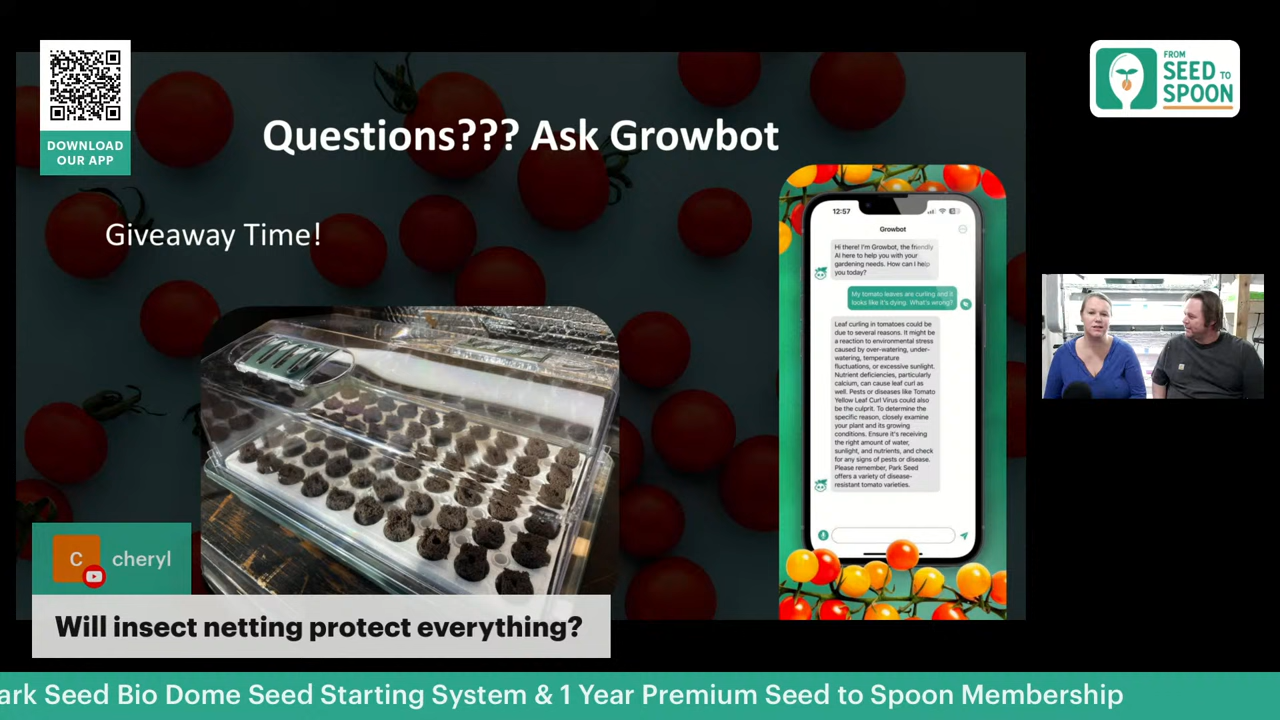 DOWNLOAD
OUR APP
FROM
SEED TO
SPOON
Questions??? Ask Growbot
Giveaway Time!
12:57
Growbot
Hi there! I'm Growbot, the friendly
AI here to help you with your
gardening needs. How can I help
you today?
My tomato leaves are curling and it
looks like it's dying. What's wrong?
Leaf curling in tomatoes could be
due to several reasons. It might be
a reaction to environmental stress
caused by over-watering, under-
watering, temperature
fluctuations, or excessive sunlight.
Nutrient deficiencies, particularly
calcium, can cause leaf curl as
well. Pests or diseases like Tomato
Yellow Leaf Curl Virus could also
be the culprit. To determine the
specific reason, closely examine
your plant and its growing
conditions. Ensure it's receiving
the right amount of water,
sunlight, and nutrients, and check
for any signs of pests or disease.
Please remember, Park Seed
offers a variety of disease-
resistant tomato varieties.
C
cheryl
Will insect netting protect everything?
ark Seed Bio Dome Seed Starting System & 1 Year Premium Seed to Spoon Membership